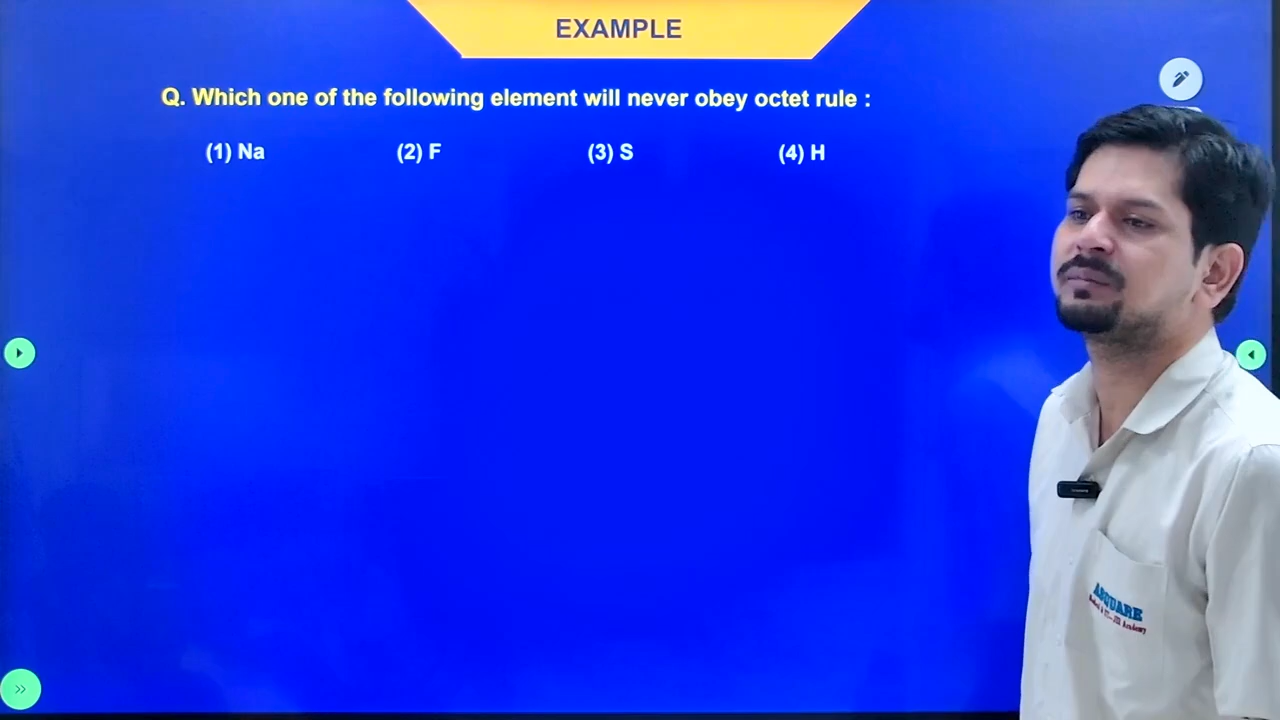 EXAMPLE
Q. Which one of the following element will never obey octet rule :
(1) Na (2) F (3) S (4) H